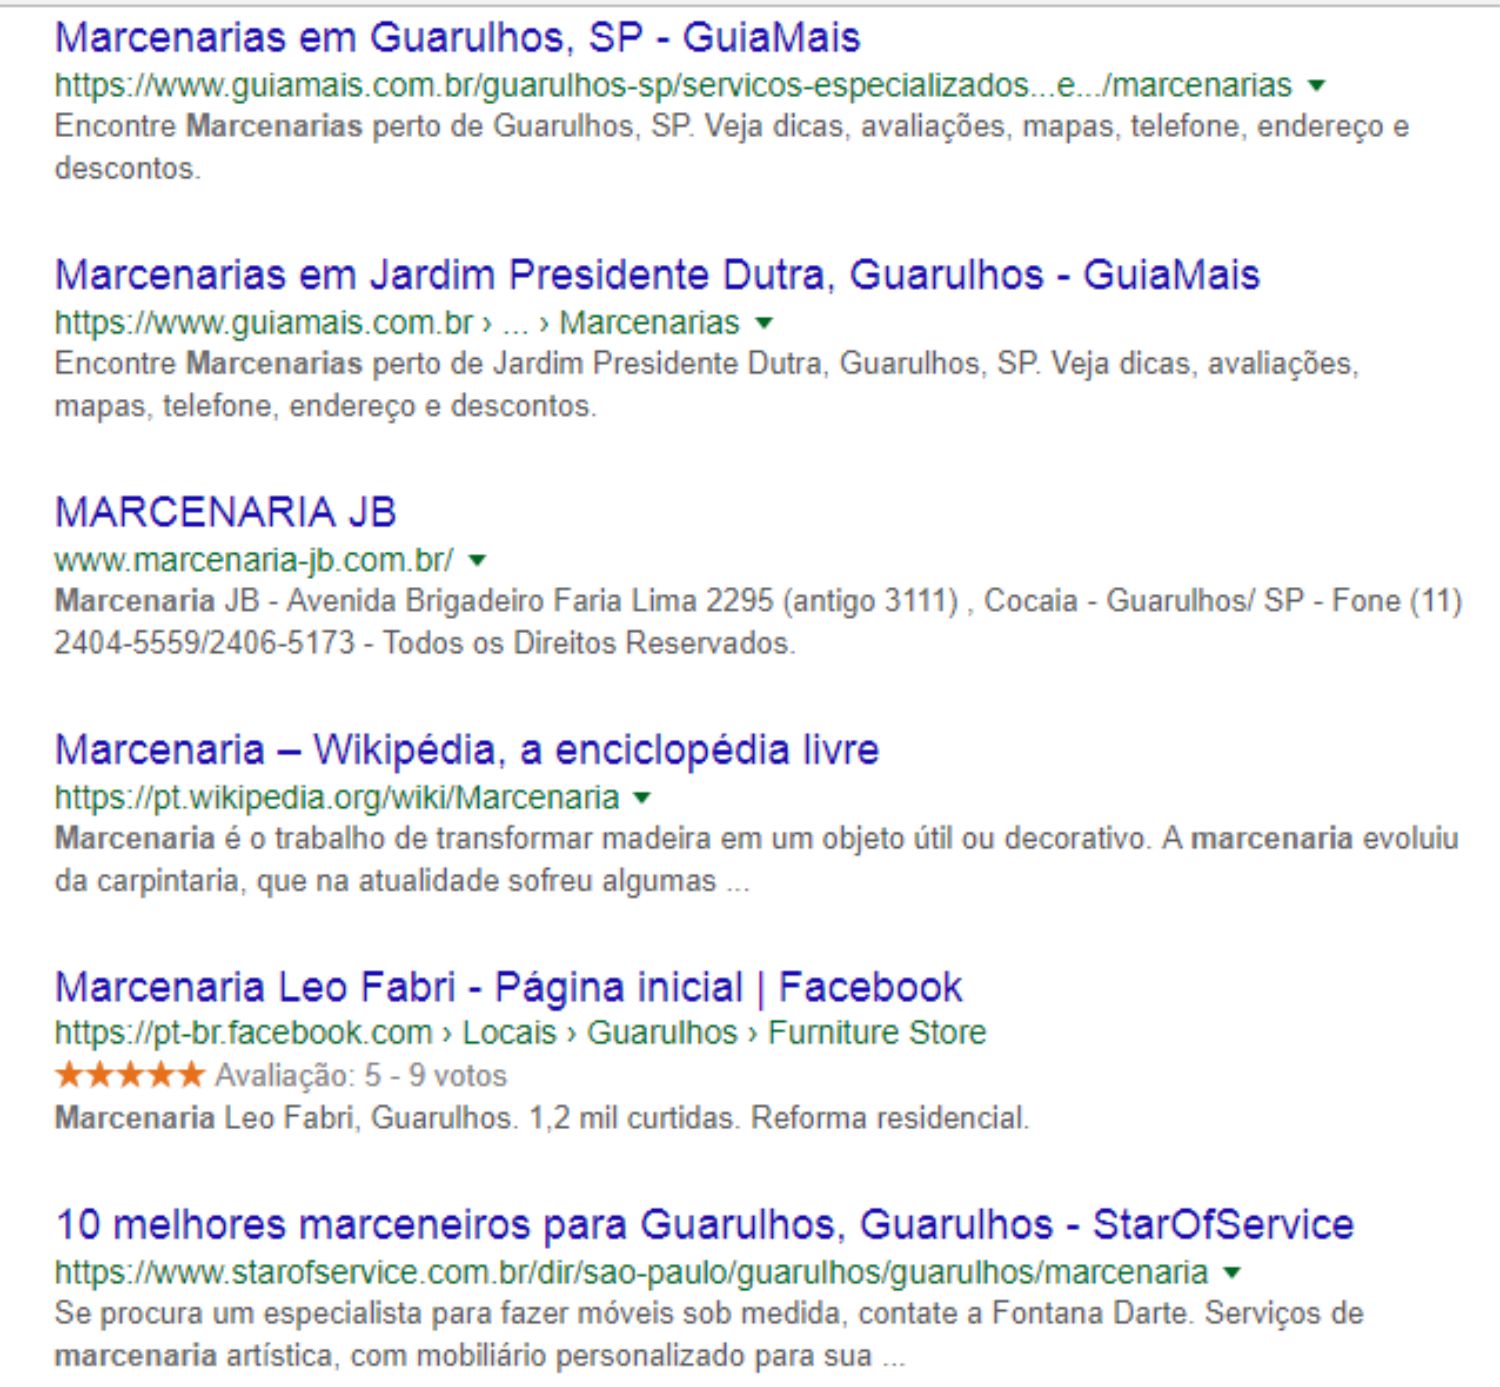 Marcenarias em Guarulhos, SP - GuiaMais
https://www.guiamais.com.br/guarulhos-sp/servicos-especializados...e.../marcenarias
Encontre Marcenarias perto de Guarulhos, SP. Veja dicas, avaliações, mapas, telefone, endereço e
descontos.
Marcenarias em Jardim Presidente Dutra, Guarulhos - GuiaMais
https://www.guiamais.com.br › ... › Marcenarias
Encontre Marcenarias perto de Jardim Presidente Dutra, Guarulhos, SP. Veja dicas, avaliações,
mapas, telefone, endereço e descontos.
MARCENARIA JB
www.marcenaria-jb.com.br/
Marcenaria JB - Avenida Brigadeiro Faria Lima 2295 (antigo 3111) , Cocaia - Guarulhos/ SP - Fone (11)
2404-5559/2406-5173 - Todos os Direitos Reservados.
Marcenaria – Wikipédia, a enciclopédia livre
https://pt.wikipedia.org/wiki/Marcenaria
Marcenaria é o trabalho de transformar madeira em um objeto útil ou decorativo. A marcenaria evoluiu
da carpintaria, que na atualidade sofreu algumas ...
Marcenaria Leo Fabri - Página inicial | Facebook
https://pt-br.facebook.com › Locais › Guarulhos › Furniture Store
Avaliação: 5 - 9 votos
Marcenaria Leo Fabri, Guarulhos. 1,2 mil curtidas. Reforma residencial.
10 melhores marceneiros para Guarulhos, Guarulhos - StarOfService
https://www.starofservice.com.br/dir/sao-paulo/guarulhos/guarulhos/marcenaria
Se procura um especialista para fazer móveis sob medida, contate a Fontana Darte. Serviços de
marcenaria artística, com mobiliário personalizado para sua ...